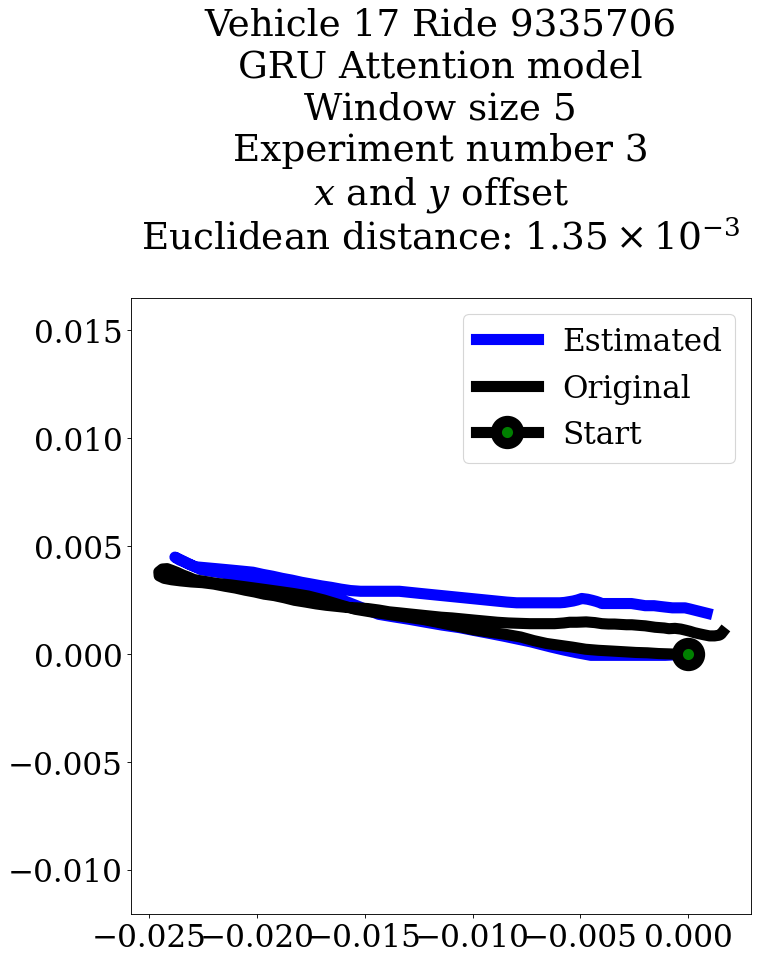 Vehicle 17 Ride 9335706
GRU Attention model
Window size 5
Experiment number 3
x and y offset
Euclidean distance: 1.35 × 10⁻³
Estimated
Original
Start
0.015
0.010
0.005
0.000
−0.005
−0.010
−0.025 −0.020 −0.015 −0.010 −0.005 0.000